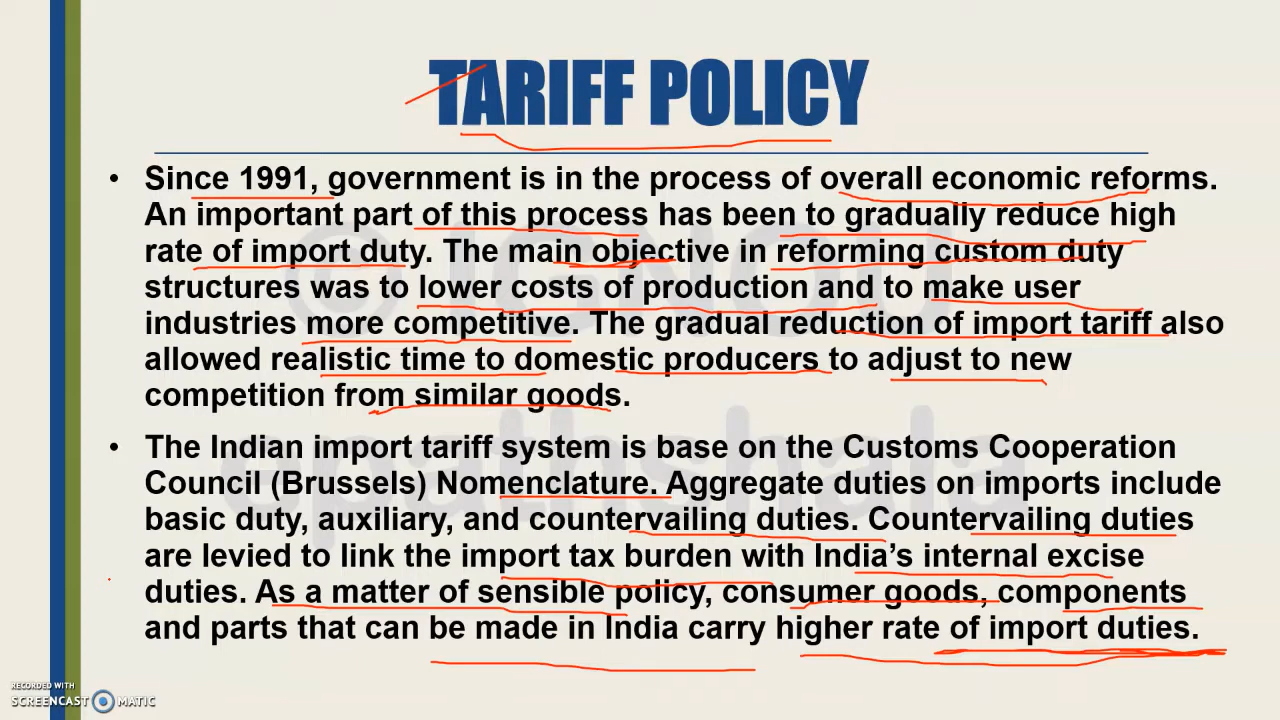 TARIFF POLICY
• Since 1991, government is in the process of overall economic reforms.
An important part of this process has been to gradually reduce high
rate of import duty. The main objective in reforming custom duty
structures was to lower costs of production and to make user
industries more competitive. The gradual reduction of import tariff also
allowed realistic time to domestic producers to adjust to new
competition from similar goods.
• The Indian import tariff system is base on the Customs Cooperation
Council (Brussels) Nomenclature. Aggregate duties on imports include
basic duty, auxiliary, and countervailing duties. Countervailing duties
are levied to link the import tax burden with India's internal excise
duties. As a matter of sensible policy, consumer goods, components
and parts that can be made in India carry higher rate of import duties.
© IGNOU
epathshala
RECORDED WITH
SCREENCAST MATIC